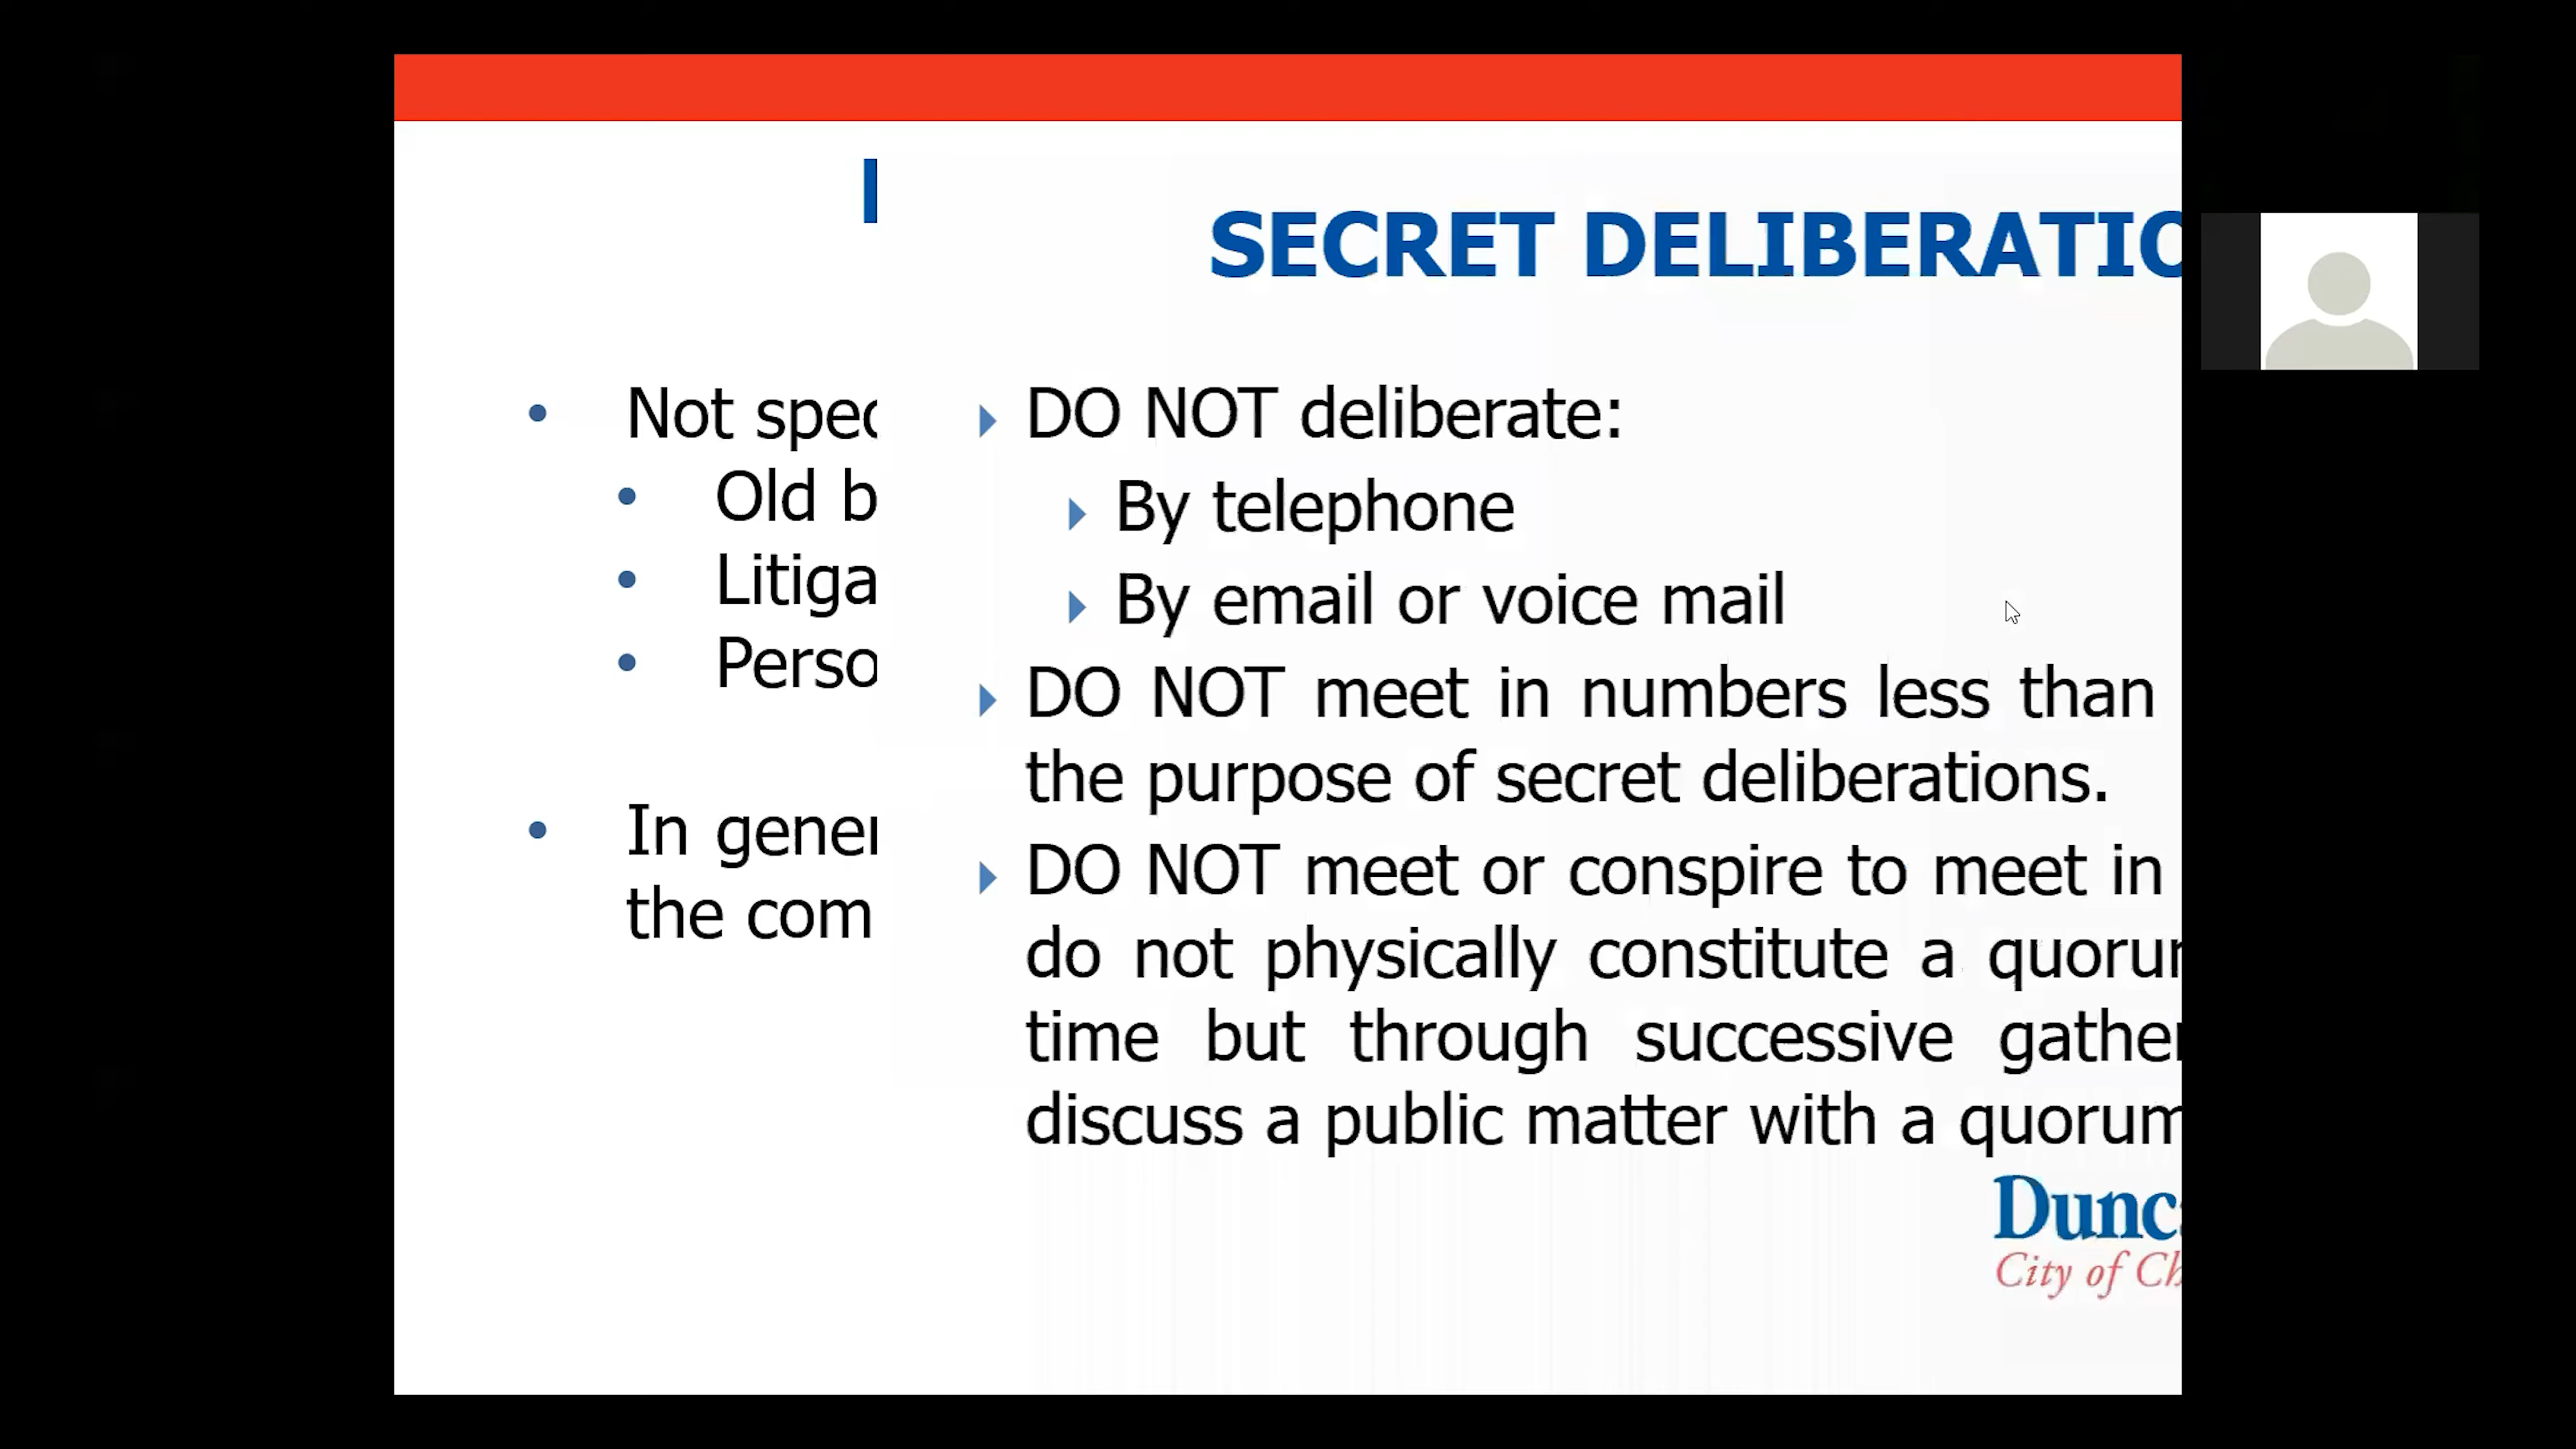 SECRET DELIBERATIO
Not spec
Old b
Litiga
Perso
In gener
the com
DO NOT deliberate:
By telephone
By email or voice mail
DO NOT meet in numbers less than
the purpose of secret deliberations.
DO NOT meet or conspire to meet in
do not physically constitute a quorum
time but through successive gather
discuss a public matter with a quorum
Dunc
City of Ch